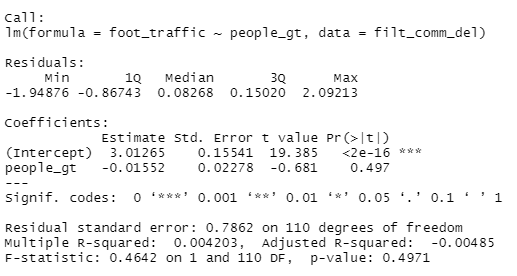 Call:
lm(formula = foot_traffic ~ people_gt, data = filt_comm_del)
Residuals:
Min 1Q Median 3Q Max
-1.94876 -0.86743 0.08268 0.15020 2.09213
Coefficients:
Estimate Std. Error t value Pr(>|t|)
(Intercept) 3.01265 0.15541 19.385 <2e-16 ***
people_gt -0.01552 0.02278 -0.681 0.497
---
Signif. codes: 0 ‘***’ 0.001 ‘**’ 0.01 ‘*’ 0.05 ‘.’ 0.1 ‘ ’ 1
Residual standard error: 0.7862 on 110 degrees of freedom
Multiple R-squared: 0.004203, Adjusted R-squared: -0.00485
F-statistic: 0.4642 on 1 and 110 DF, p-value: 0.4971